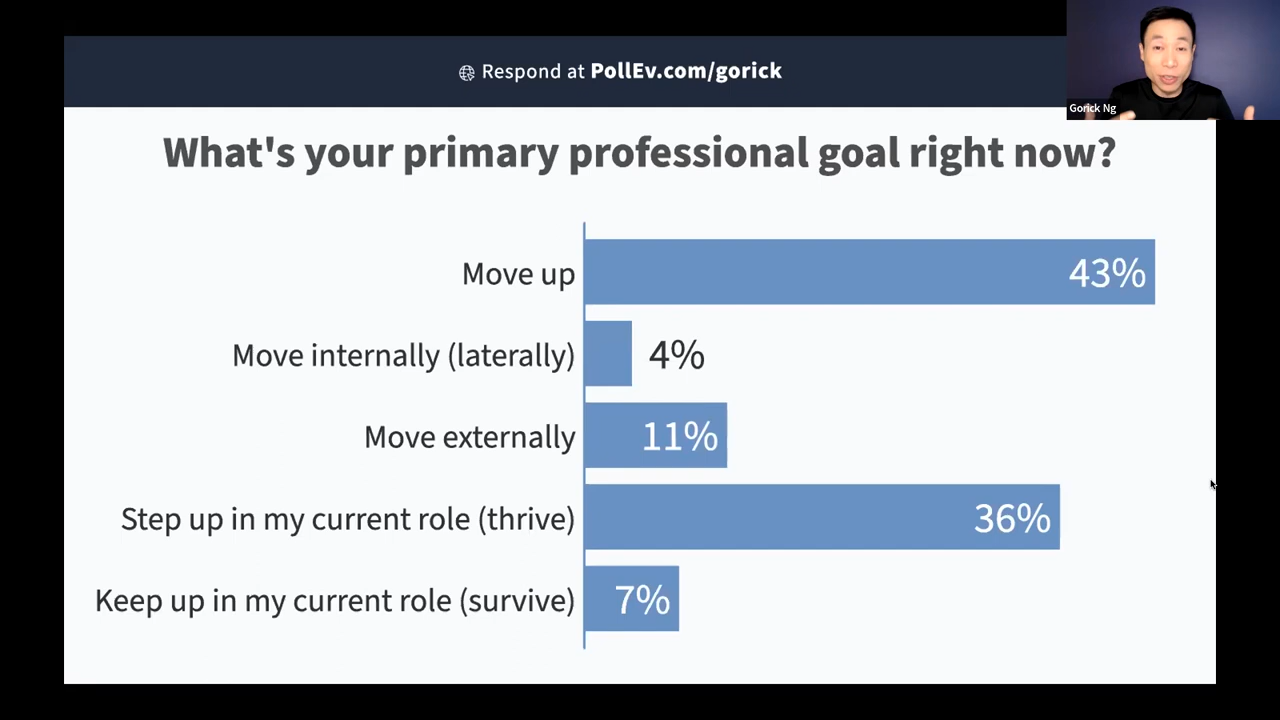 Respond at PollEv.com/gorick
Gorick Ng
What's your primary professional goal right now?
Move up
43%
Move internally (laterally)
4%
Move externally
11%
Step up in my current role (thrive)
36%
Keep up in my current role (survive)
7%